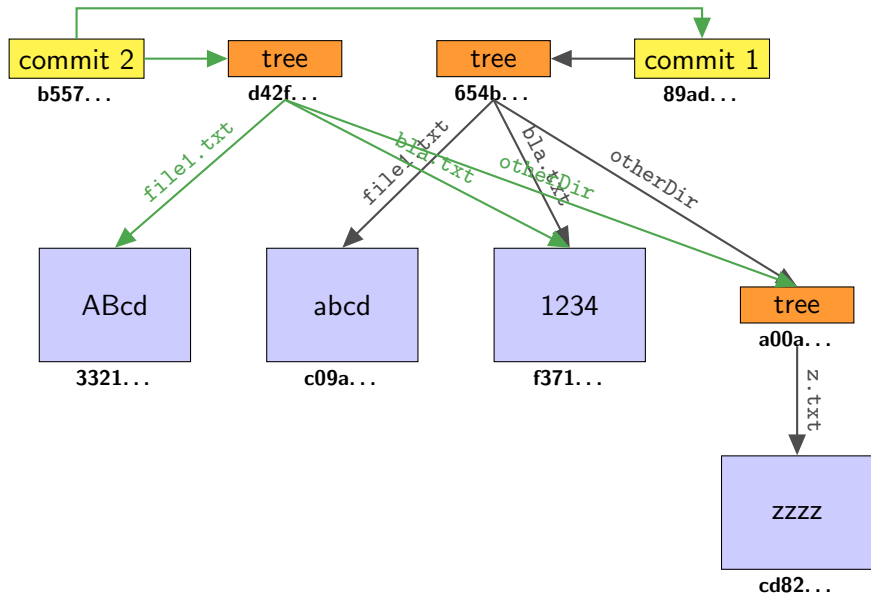 commit 2
tree
tree
commit 1
b557...
d42f...
654b...
89ad...
file1.txt
bla.txt
file1.txt
bla.txt
otherDir
otherDir
ABcd
abcd
1234
tree
3321...
c09a...
f371...
a00a...
z.txt
zzzz
cd82...